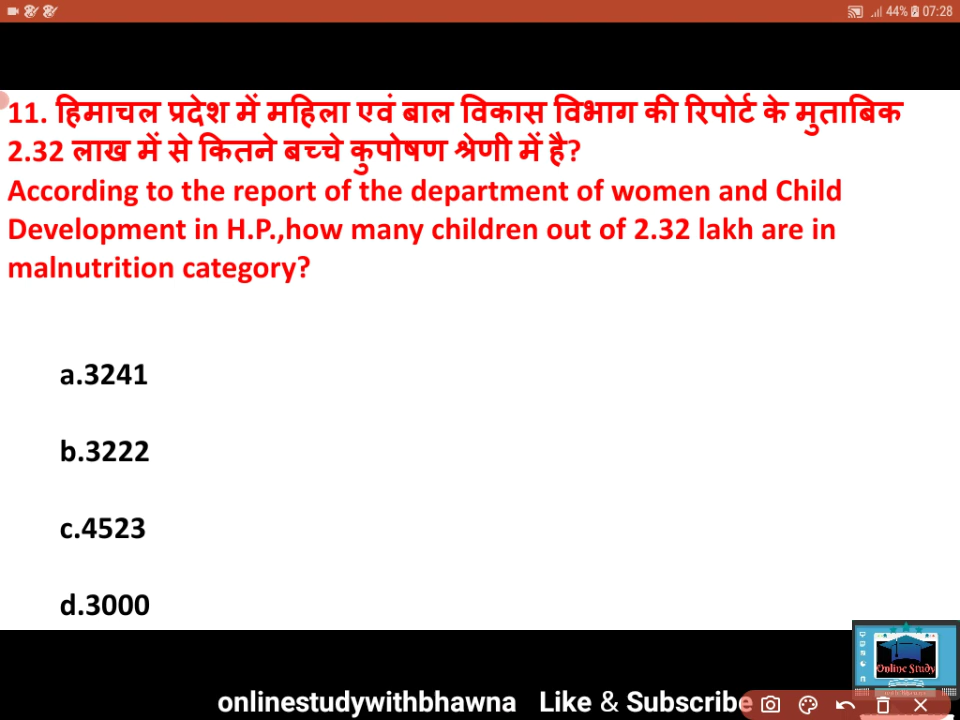 44% 07:28
11. हिमाचल प्रदेश में महिला एवं बाल विकास विभाग की रिपोर्ट के मुताबिक
2.32 लाख में से कितने बच्चे कुपोषण श्रेणी में है?
According to the report of the department of women and Child
Development in H.P.,how many children out of 2.32 lakh are in
malnutrition category?
a.3241
b.3222
c.4523
d.3000
Online Study
onlinestudywithbhawna Like & Subscribe